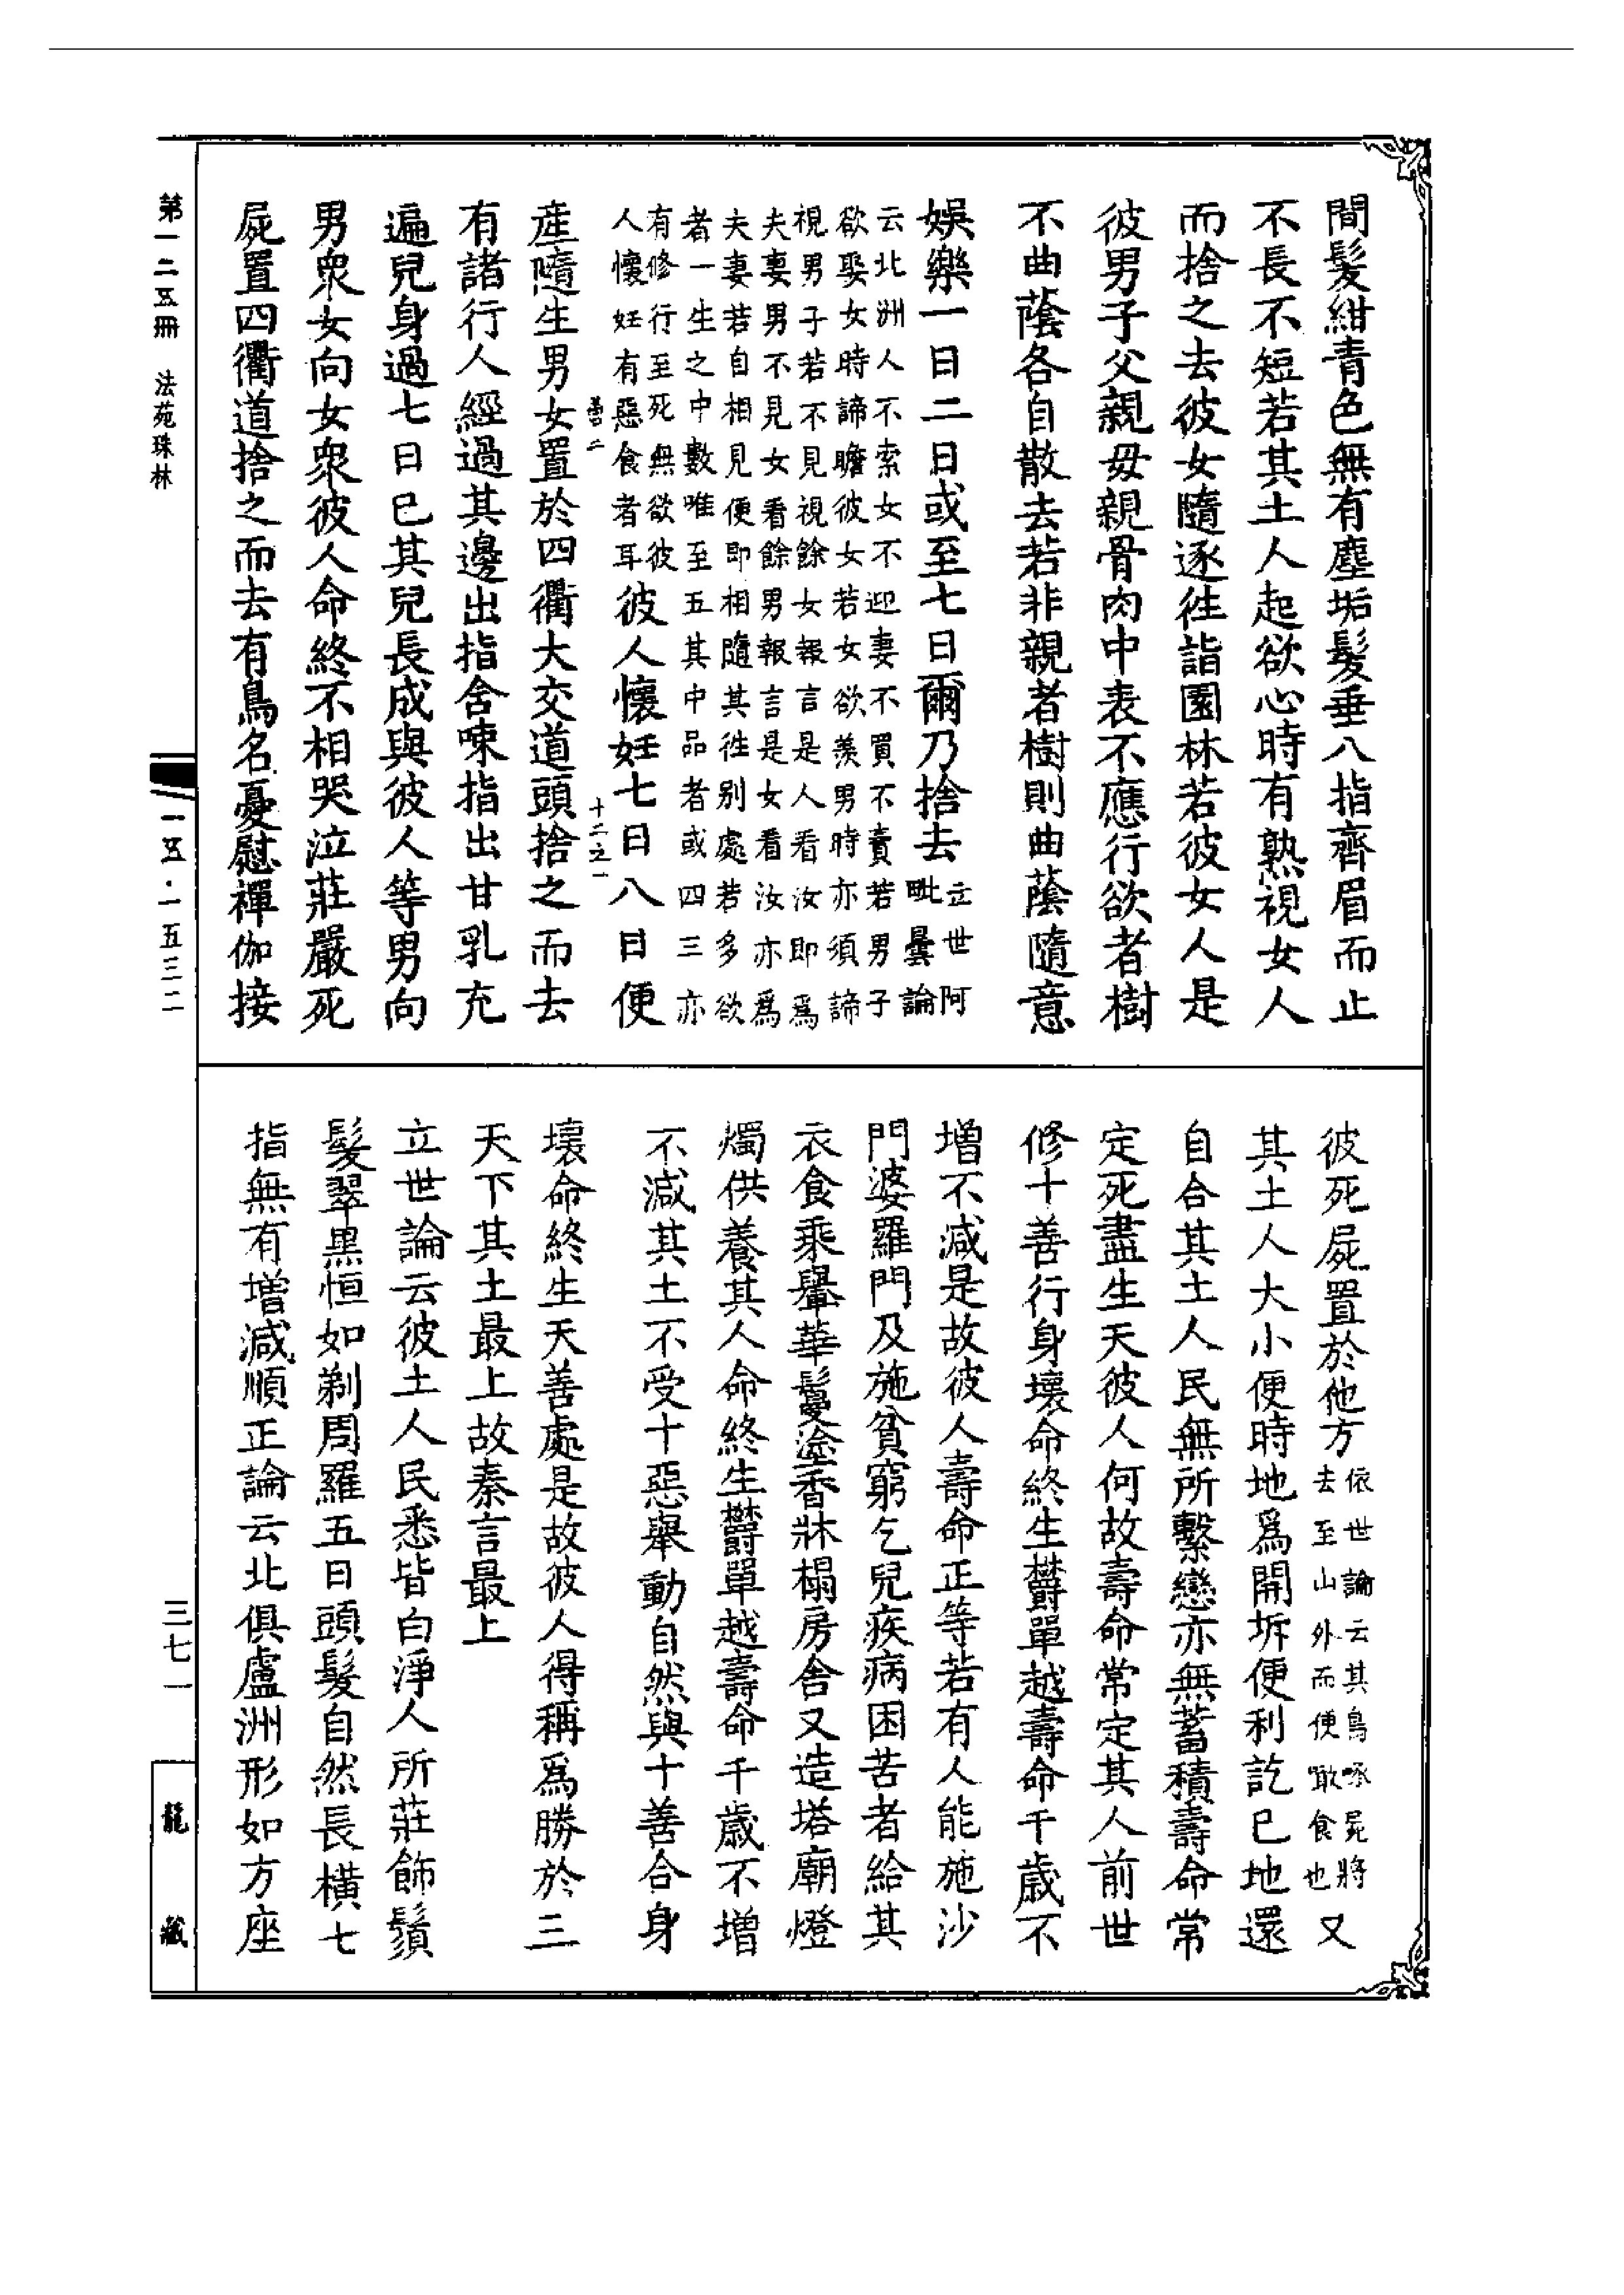 間髮紺青色無有塵垢髮垂八指齊眉而止
不長不短若其土人起欲心時有熟視女人
而捨之去彼女隨逐徃詣園林若彼女人是
彼男子父親毋親骨肉中表不應行欲者樹
不曲蔭各自散去若非親者樹則曲蔭隨意
娛樂一日二日或至七日爾乃捨去立世阿
毗曇論
云北洲人不索女不迎妻不買不賣若男子
欲娶女時諦瞻彼女若女欲羨男時亦須諦
視男子若不見視餘女報言是人看汝即爲
夫妻男不見女看餘男報言是女看汝亦爲
夫妻若自相見便即相隨其徃別處若多欲
者一生之中數唯至五其中品者或四三亦
有修行至死無欲彼
人懷妊有惡食者耳彼人懷妊七日八日便
産隨生男女置於四衢大交道頭捨之而去
有諸行人經過其邊出指含㖒指出甘乳充
遍兒身過七日已其兒長成與彼人等男向
男衆女向女衆彼人命終不相哭泣莊嚴死
屍置四衢道捨之而去有鳥名憂慰禪伽接
十二之一
彼死屍置於他方依世論云其鳥啄屍將
去至山外而便噉食也又
其土人大小便時地爲開坼便利訖已地還
自合其土人民無所繫戀亦無蓄積壽命常
定死盡生天彼人何故壽命常定其人前世
修十善行身壞命終生欝單越壽命千歲不
增不減是故彼人壽命正等若有人能施沙
門婆羅門及施貧窮乞兒疾病困苦者給其
衣食乘轝華鬘塗香牀榻房舍又造塔廟燈
燭供養其人命終生欝單越壽命千歲不增
不減其土不受十惡舉動自然與十善合身
壞命終生天善處是故彼人得稱爲勝於三
天下其土最上故秦言最上
立世論云彼土人民悉皆白淨人所莊飾鬚
髮翠黑恒如剃周羅五日頭髮自然長橫七
指無有增減順正論云北俱盧洲形如方座
第一二五冊　法苑珠林
一五・一五三二
三七一
龍藏